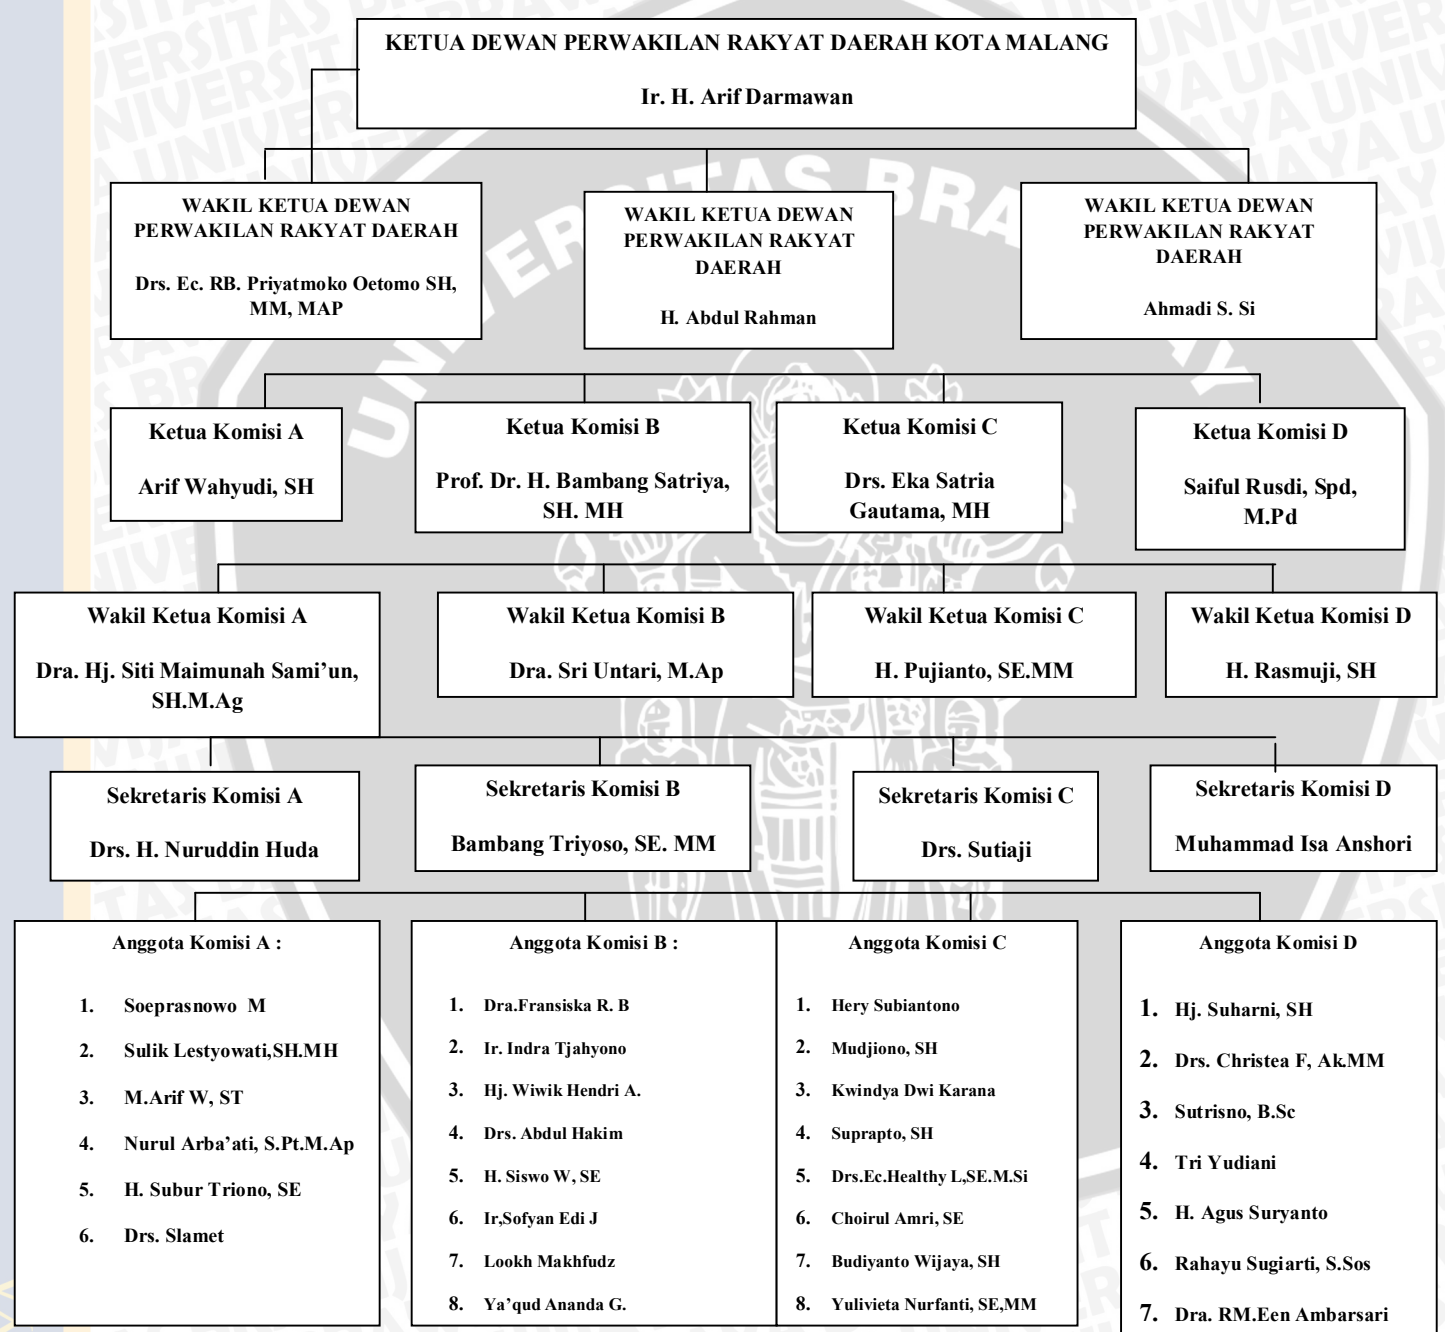 KETUA DEWAN PERWAKILAN RAKYAT DAERAH KOTA MALANG
Ir. H. Arif Darmawan
WAKIL KETUA DEWAN
PERWAKILAN RAKYAT DAERAH
Drs. Ec. RB. Priyatmoko Oetomo SH,
MM, MAP
WAKIL KETUA DEWAN
PERWAKILAN RAKYAT
DAERAH
H. Abdul Rahman
WAKIL KETUA DEWAN
PERWAKILAN RAKYAT
DAERAH
Ahmadi S. Si
Ketua Komisi A
Arif Wahyudi, SH
Ketua Komisi B
Prof. Dr. H. Bambang Satriya,
SH. MH
Ketua Komisi C
Drs. Eka Satria
Gautama, MH
Ketua Komisi D
Saiful Rusdi, Spd,
M.Pd
Wakil Ketua Komisi A
Dra. Hj. Siti Maimunah Sami’un,
SH.M.Ag
Wakil Ketua Komisi B
Dra. Sri Untari, M.Ap
Wakil Ketua Komisi C
H. Pujianto, SE.MM
Wakil Ketua Komisi D
H. Rasmuji, SH
Sekretaris Komisi A
Drs. H. Nuruddin Huda
Sekretaris Komisi B
Bambang Triyoso, SE. MM
Sekretaris Komisi C
Drs. Sutiaji
Sekretaris Komisi D
Muhammad Isa Anshori
Anggota Komisi A :
1. Soeprasnowo M
2. Sulik Lestyowati,SH.MH
3. M.Arif W, ST
4. Nurul Arba’ati, S.Pt.M.Ap
5. H. Subur Triono, SE
6. Drs. Slamet
Anggota Komisi B :
1. Dra.Fransiska R. B
2. Ir. Indra Tjahyono
3. Hj. Wiwik Hendri A.
4. Drs. Abdul Hakim
5. H. Siswo W, SE
6. Ir,Sofyan Edi J
7. Lookh Makhfudz
8. Ya’qud Ananda G.
Anggota Komisi C
1. Hery Subiantono
2. Mudjiono, SH
3. Kwindya Dwi Karana
4. Suprapto, SH
5. Drs.Ec.Healthy L,SE.M.Si
6. Choirul Amri, SE
7. Budiyanto Wijaya, SH
8. Yulivieta Nurfanti, SE,MM
Anggota Komisi D
1. Hj. Suharni, SH
2. Drs. Christea F, Ak.MM
3. Sutrisno, B.Sc
4. Tri Yudiani
5. H. Agus Suryanto
6. Rahayu Sugiarti, S.Sos
7. Dra. RM.Een Ambarsari